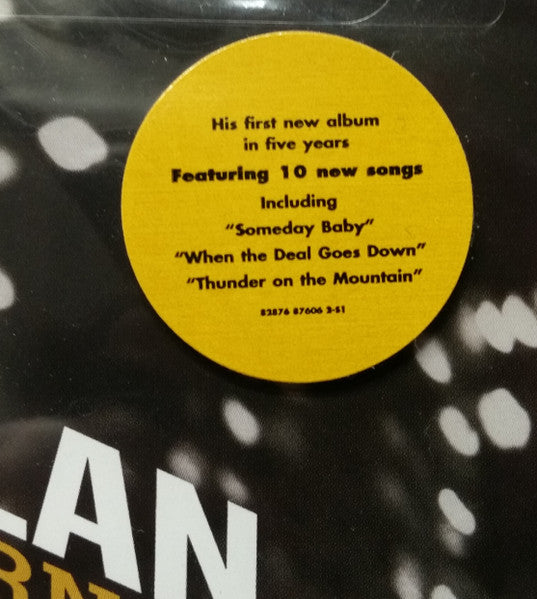 His first new album
in five years
Featuring 10 new songs
Including
"Someday Baby"
"When the Deal Goes Down"
"Thunder on the Mountain"
82876 87606 2-S1
LAN
RN